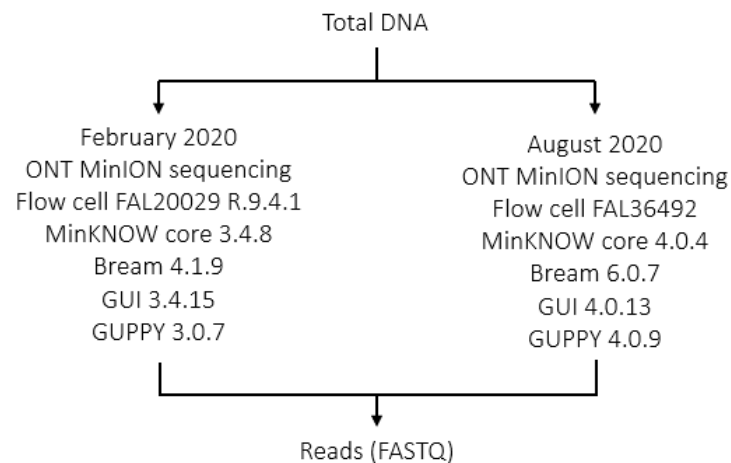 Total DNA
February 2020
ONT MinION sequencing
Flow cell FAL20029 R.9.4.1
MinKNOW core 3.4.8
Bream 4.1.9
GUI 3.4.15
GUPPY 3.0.7
August 2020
ONT MinION sequencing
Flow cell FAL36492
MinKNOW core 4.0.4
Bream 6.0.7
GUI 4.0.13
GUPPY 4.0.9
Reads (FASTQ)